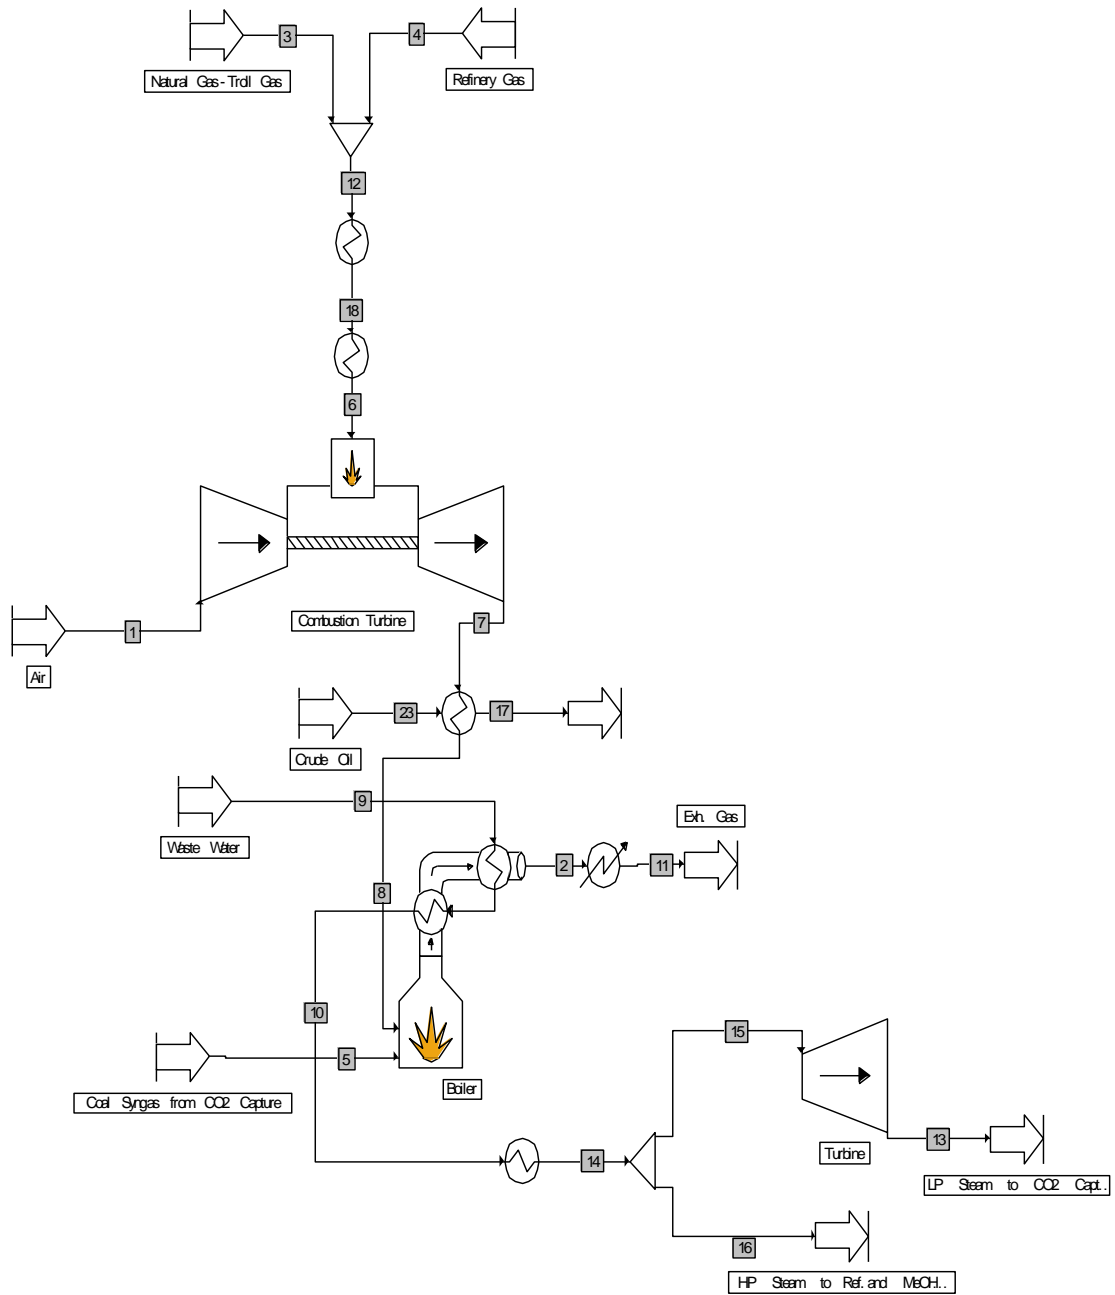 3
4
Natural Gas - Troll Gas
Refinery Gas
12
18
6
Combustion Turbine
1
7
Air
23
17
Crude Oil
9
Exh. Gas
Waste Water
2
11
8
10
15
5
Boiler
Coal Syngas from CO2 Capture
13
Turbine
14
LP Steam to CO2 Capt..
16
HP Steam to Ref. and MeOH...